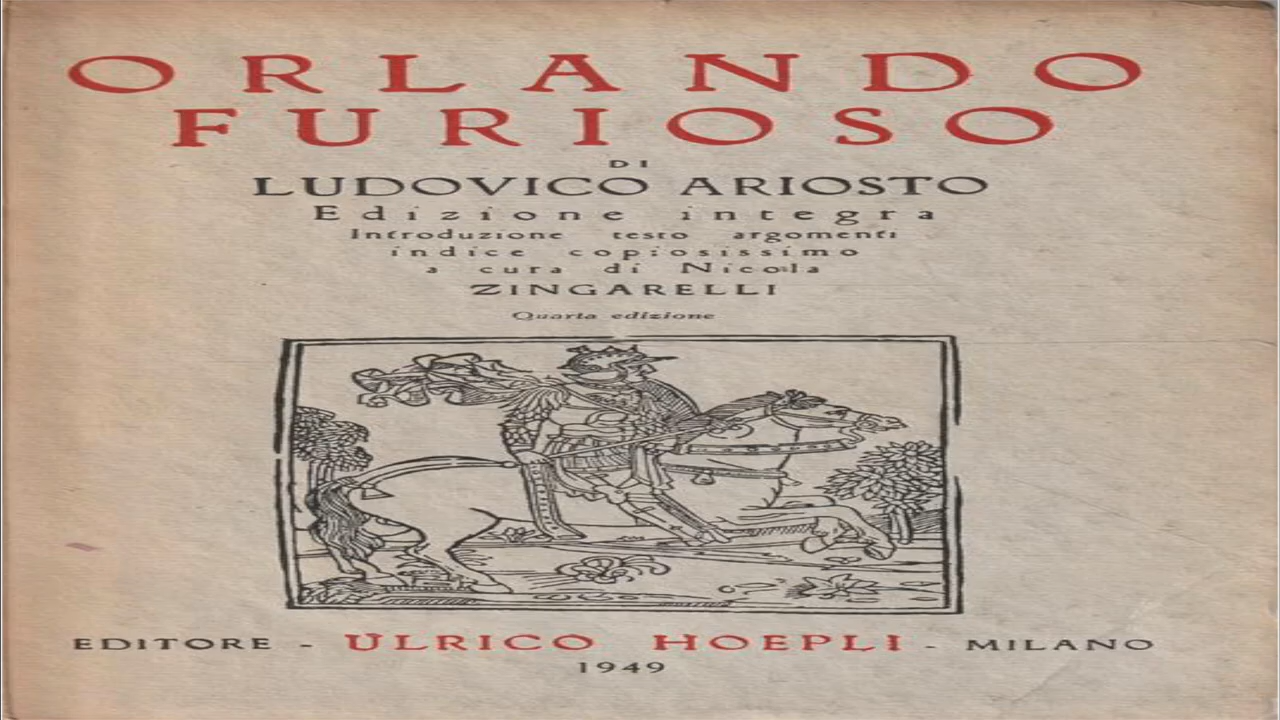 ORLANDO
FURIOSO
DI
LUDOVICO ARIOSTO
Edizione integra
Introduzione testo argomenti
indice copiosissimo
a cura di Nicola
ZINGARELLI
Quarta edizione
EDITORE - ULRICO HOEPLI - MILANO
1949